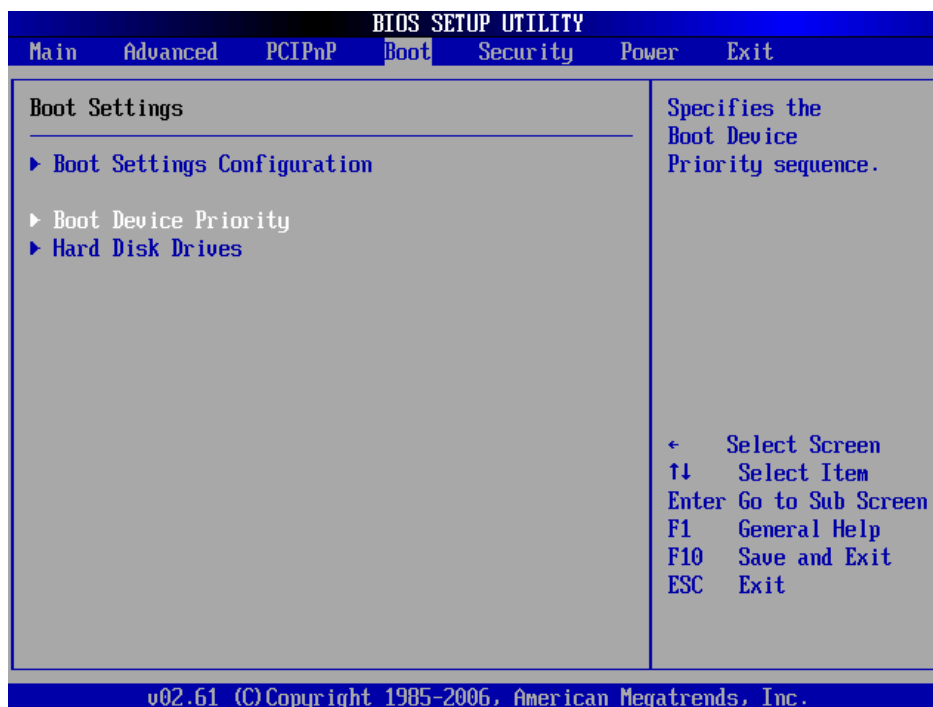 BIOS SETUP UTILITY
Main Advanced PCIPnP Boot Security Power Exit
Boot Settings
▶ Boot Settings Configuration
▶ Boot Device Priority
▶ Hard Disk Drives
Specifies the
Boot Device
Priority sequence.
← Select Screen
↑↓ Select Item
Enter Go to Sub Screen
F1 General Help
F10 Save and Exit
ESC Exit
v02.61 (C)Copyright 1985-2006, American Megatrends, Inc.